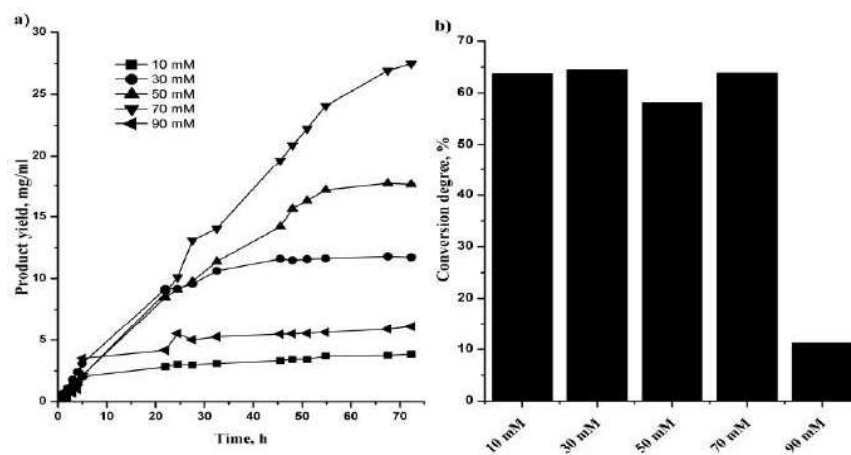 a)
30
25
20
15
10
5
0
Product yield, mg/ml
10 mM
30 mM
50 mM
70 mM
90 mM
0 10 20 30 40 50 60 70
Time, h
b)
70
60
50
40
30
20
10
0
Conversion degree, %
10 mM
30 mM
50 mM
70 mM
90 mM